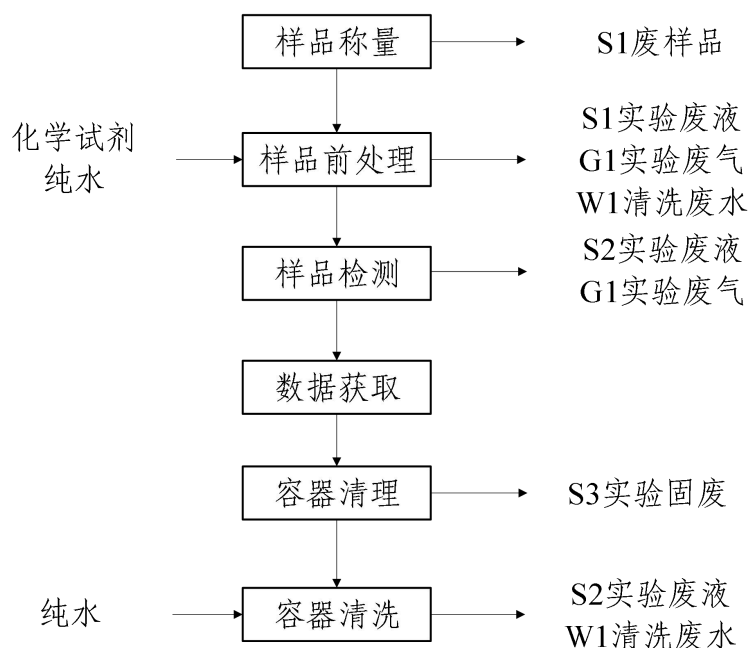 样品称量
S1废样品
化学试剂
纯水
样品前处理
S1实验废液
G1实验废气
W1清洗废水
样品检测
S2实验废液
G1实验废气
数据获取
容器清理
S3实验固废
纯水
容器清洗
S2实验废液
W1清洗废水